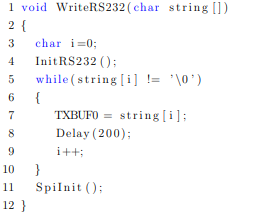 1 void WriteRS232(char string[])
2 {
3 char i=0;
4 InitRS232();
5 while(string[i] != '\0')
6 {
7 TXBUF0 = string[i];
8 Delay(200);
9 i++;
10 }
11 SpiInit();
12 }